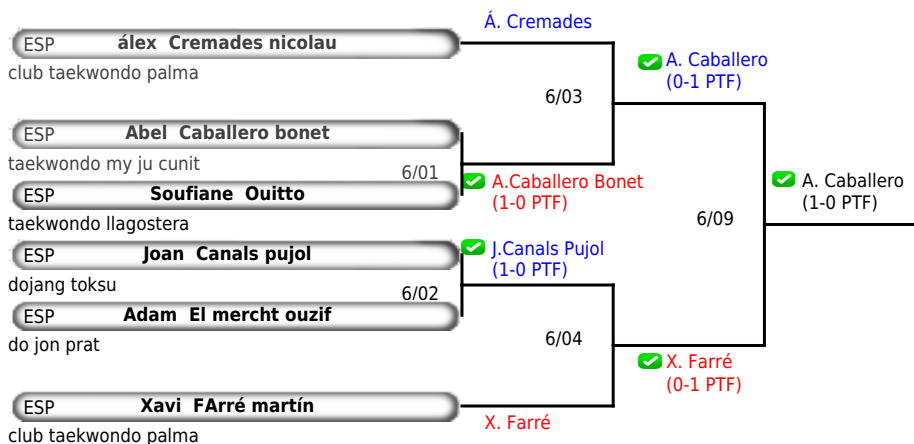 Á. Cremades
ESP álex Cremades nicolau
club taekwondo palma
A. Caballero
(0-1 PTF)
6/03
ESP Abel Caballero bonet
taekwondo my ju cunit
6/01
A.Caballero Bonet
(1-0 PTF)
ESP Soufiane Ouitto
taekwondo llagostera
A. Caballero
(1-0 PTF)
6/09
ESP Joan Canals pujol
dojang toksu
J.Canals Pujol
(1-0 PTF)
6/02
ESP Adam El mercht ouzif
do jon prat
6/04
X. Farré
(0-1 PTF)
ESP Xavi FArré martín
club taekwondo palma
X. Farré